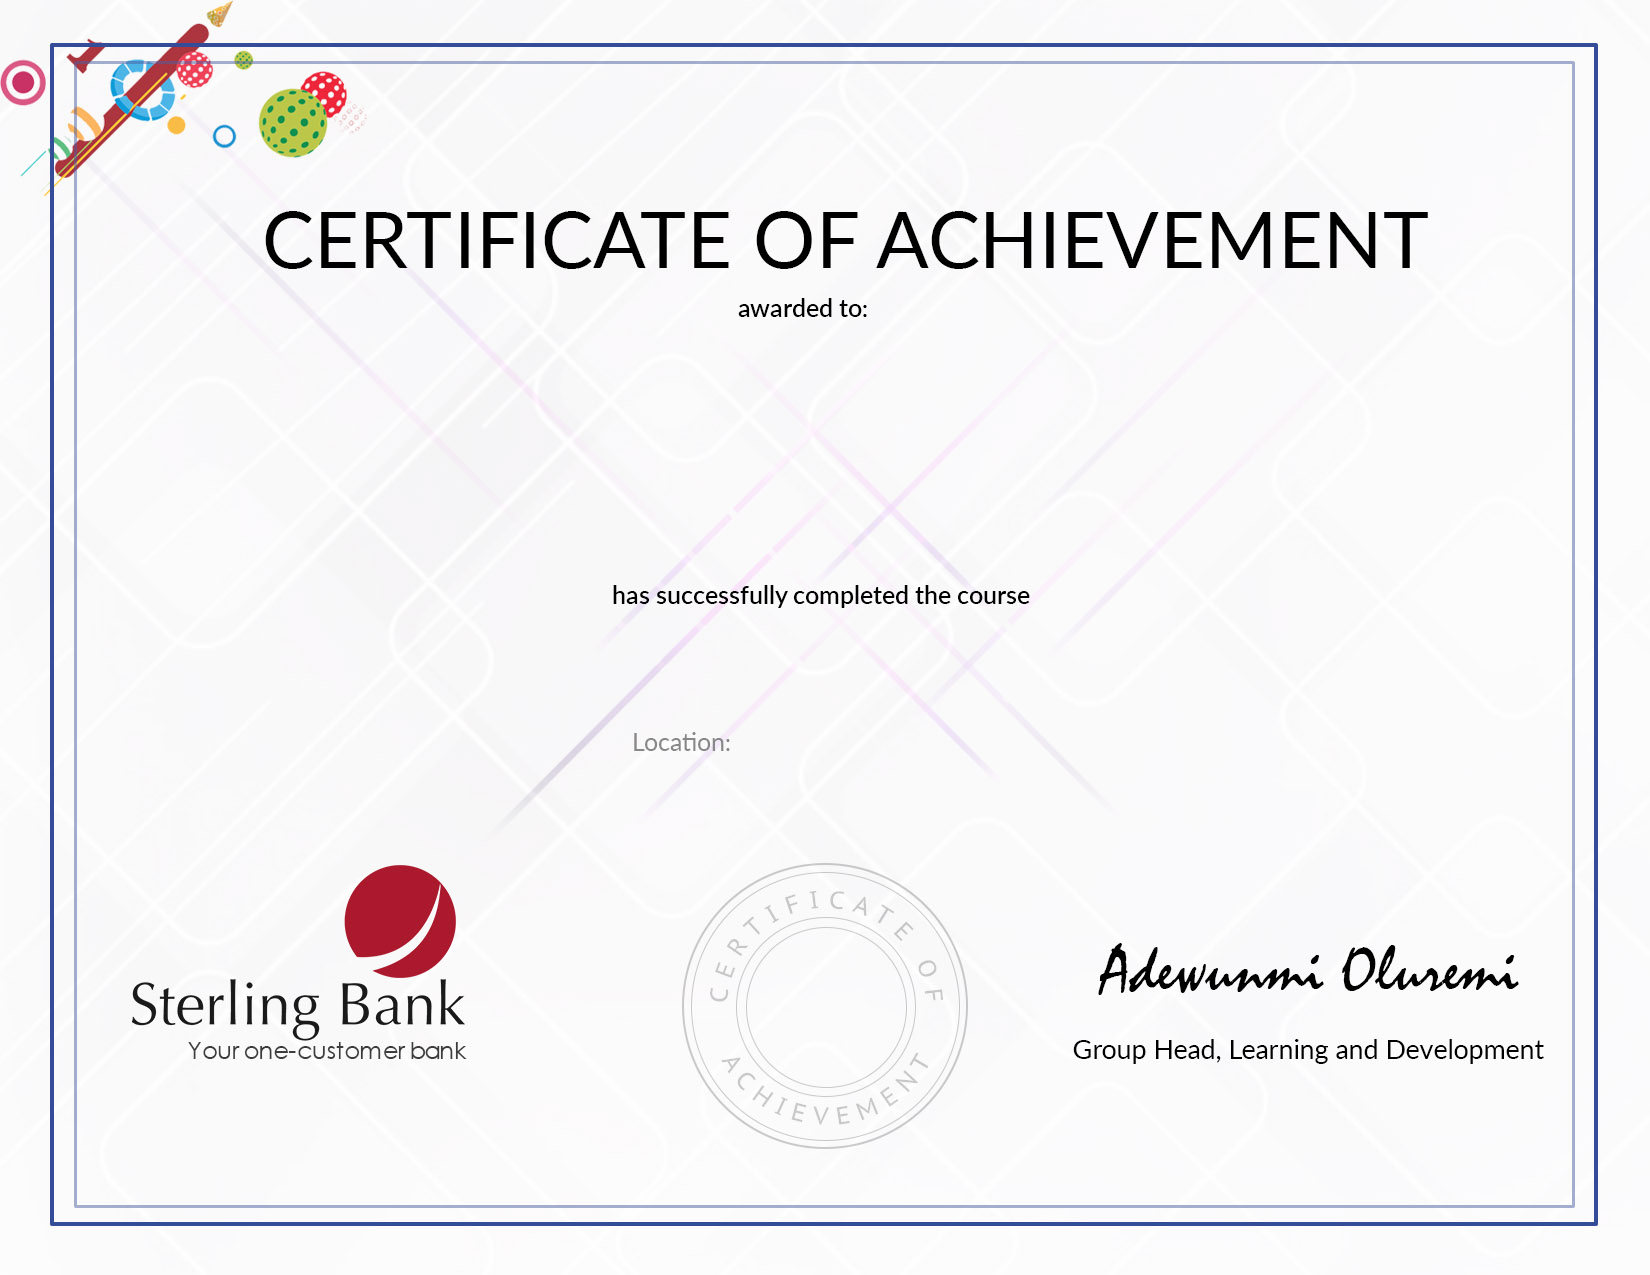 CERTIFICATE OF ACHIEVEMENT
awarded to:
has successfully completed the course
Location:
Sterling Bank
Your one-customer bank
CERTIFICATE OF
ACHIEVEMENT
Adewunmi Oluremi
Group Head, Learning and Development